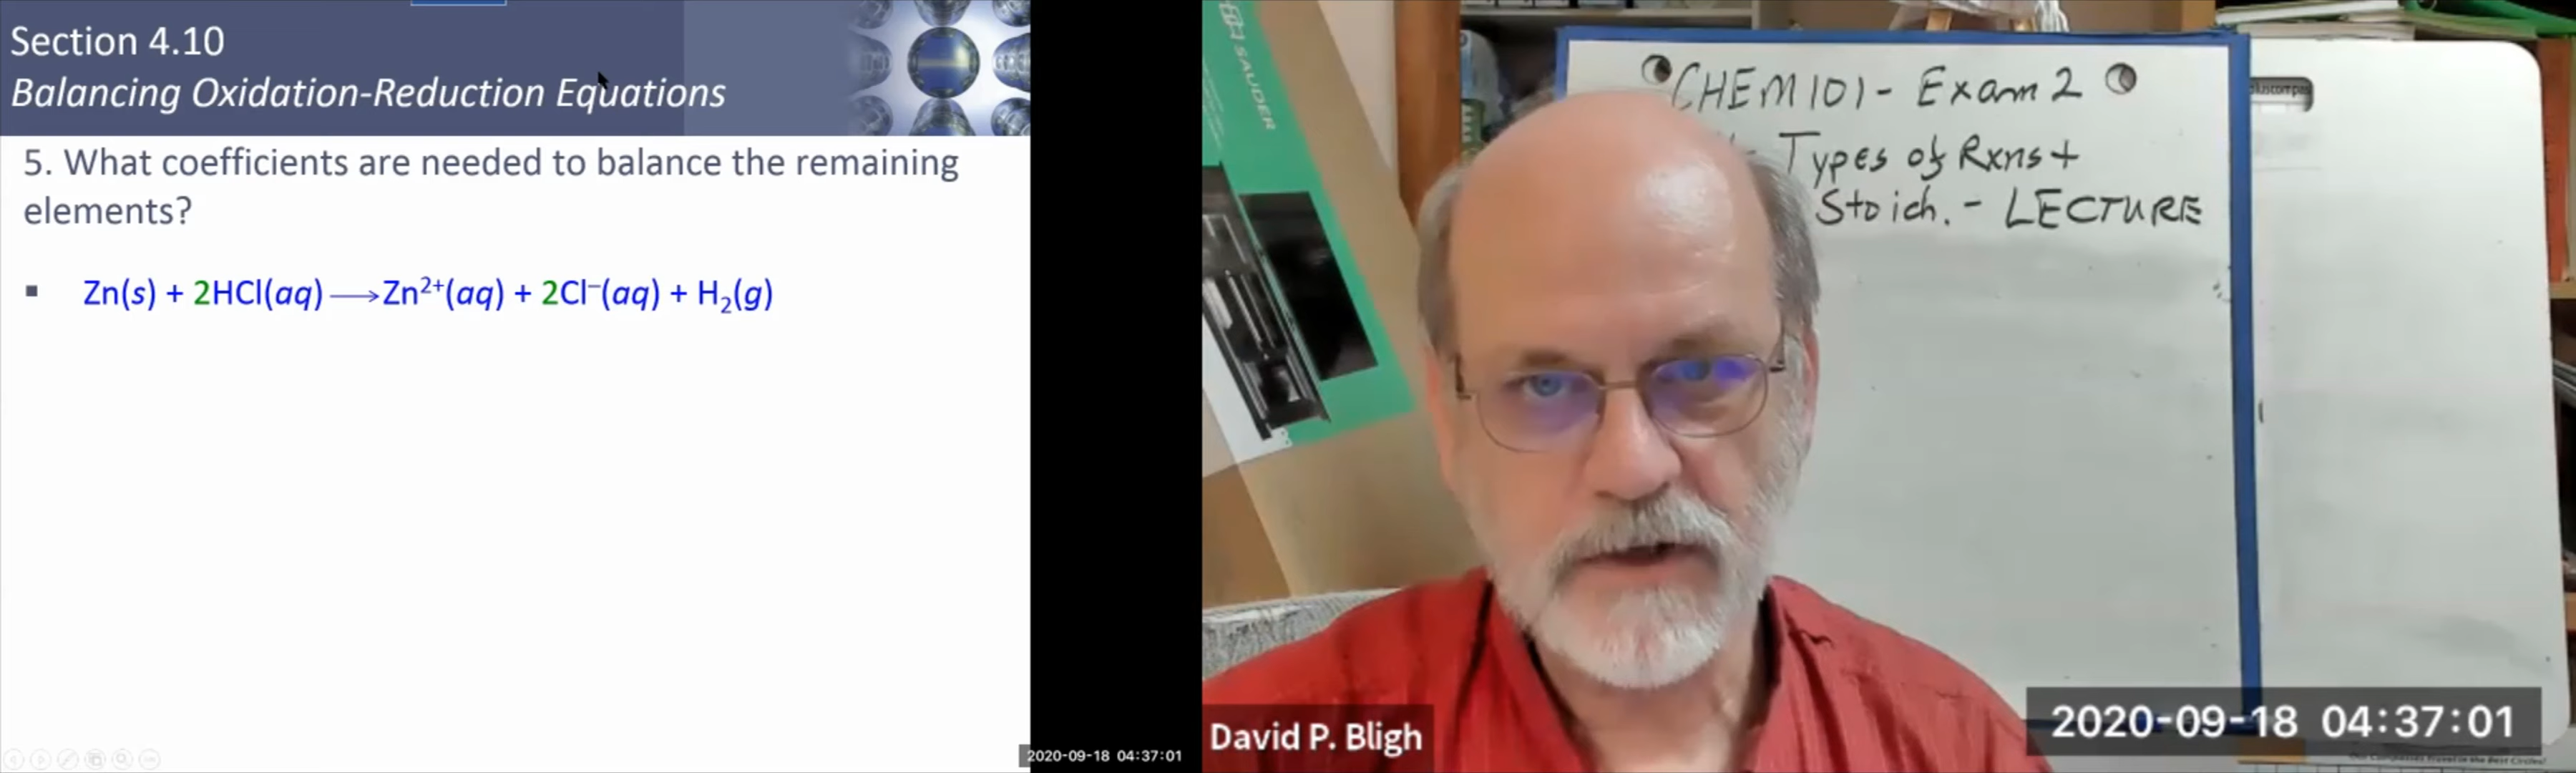 Section 4.10
Balancing Oxidation-Reduction Equations
5. What coefficients are needed to balance the remaining
elements?
▪ Zn(s) + 2HCl(aq) ⟶ Zn²⁺(aq) + 2Cl⁻(aq) + H₂(g)
2020-09-18 04:37:01
SAUDER
CHEM 101 - Exam 2
Types of Rxns +
Stoich. - LECTURE
David P. Bligh
2020-09-18 04:37:01